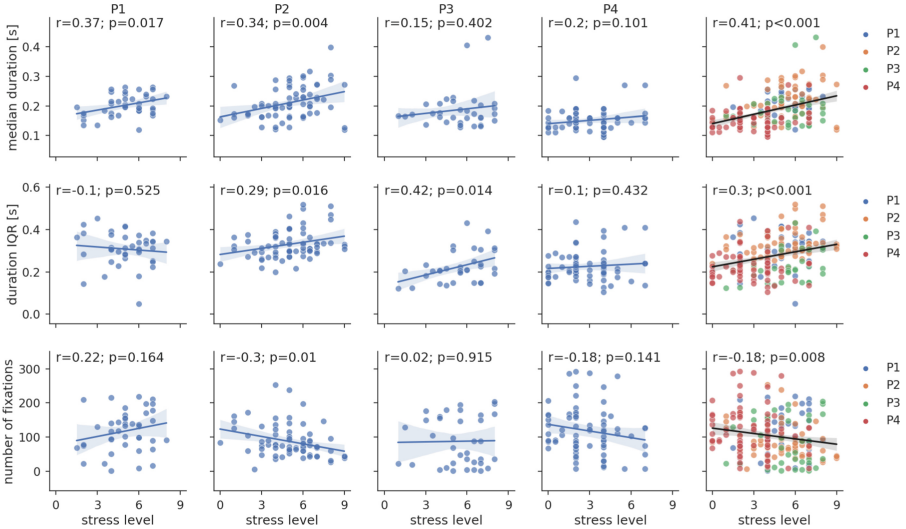 P1 P2 P3 P4
r=0.37; p=0.017 r=0.34; p=0.004 r=0.15; p=0.402 r=0.2; p=0.101 r=0.41; p<0.001
median duration [s]
0.4
0.3
0.2
0.1
P1
P2
P3
P4
r=-0.1; p=0.525 r=0.29; p=0.016 r=0.42; p=0.014 r=0.1; p=0.432 r=0.3; p<0.001
duration IQR [s]
0.6
0.4
0.2
0.0
P1
P2
P3
P4
r=0.22; p=0.164 r=-0.3; p=0.01 r=0.02; p=0.915 r=-0.18; p=0.141 r=-0.18; p=0.008
number of fixations
300
200
100
0
P1
P2
P3
P4
0 3 6 9 0 3 6 9 0 3 6 9 0 3 6 9 0 3 6 9
stress level stress level stress level stress level stress level